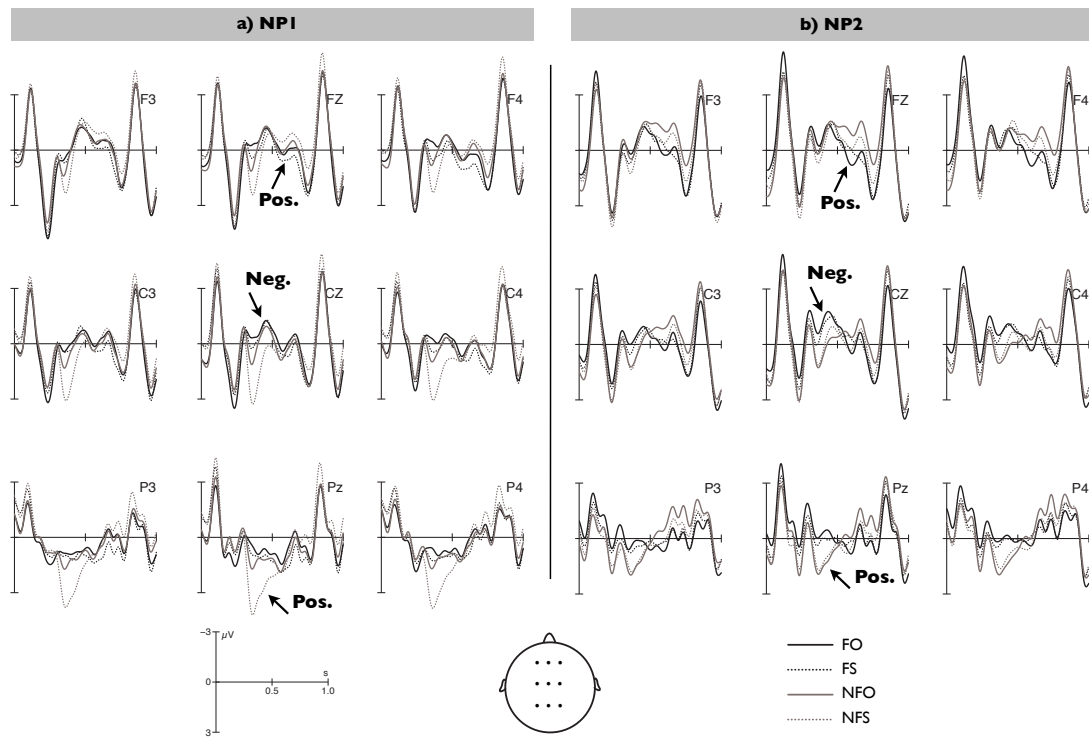 a) NP1
b) NP2
F3
FZ
F4
Pos.
F3
FZ
F4
Pos.
C3
CZ
C4
Neg.
C3
CZ
C4
Neg.
P3
Pz
P4
Pos.
P3
Pz
P4
Pos.
–3
µV
0
3
0.5
1.0
s
FO
FS
NFO
NFS